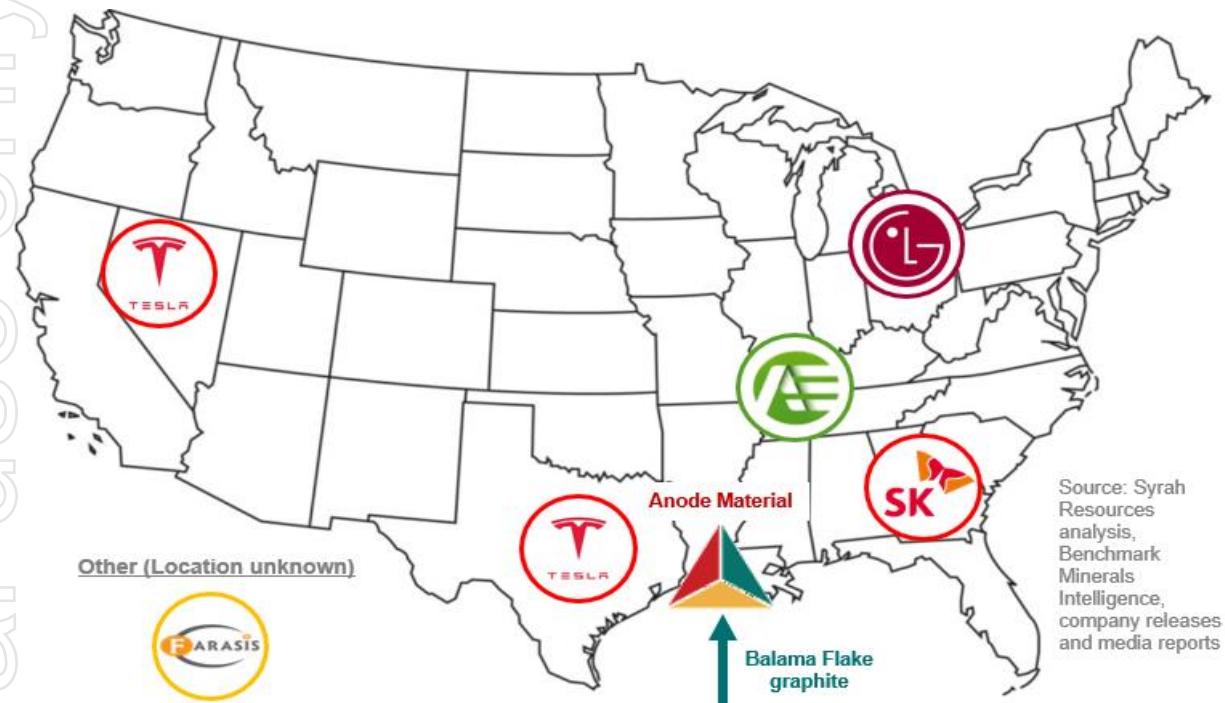 TESLA
LG
AE
Anode Material
SK
TESLA
Source: Syrah
Resources
analysis,
Benchmark
Minerals
Intelligence,
company releases
and media reports
Other (Location unknown)
FARASIS
Balama Flake
graphite